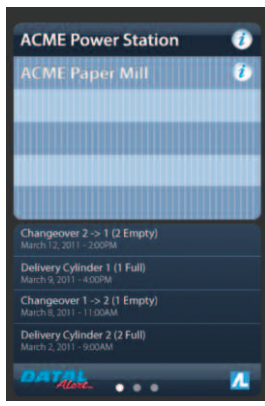 ACME Power Station
ACME Paper Mill
Changeover 2 -> 1 (2 Empty)
March 12, 2011 - 2:00PM
Delivery Cylinder 1 (1 Full)
March 9, 2011 - 4:00PM
Changeover 1 -> 2 (1 Empty)
March 8, 2011 - 11:00AM
Delivery Cylinder 2 (2 Full)
March 2, 2011 - 9:00AM
DATAL
Alert